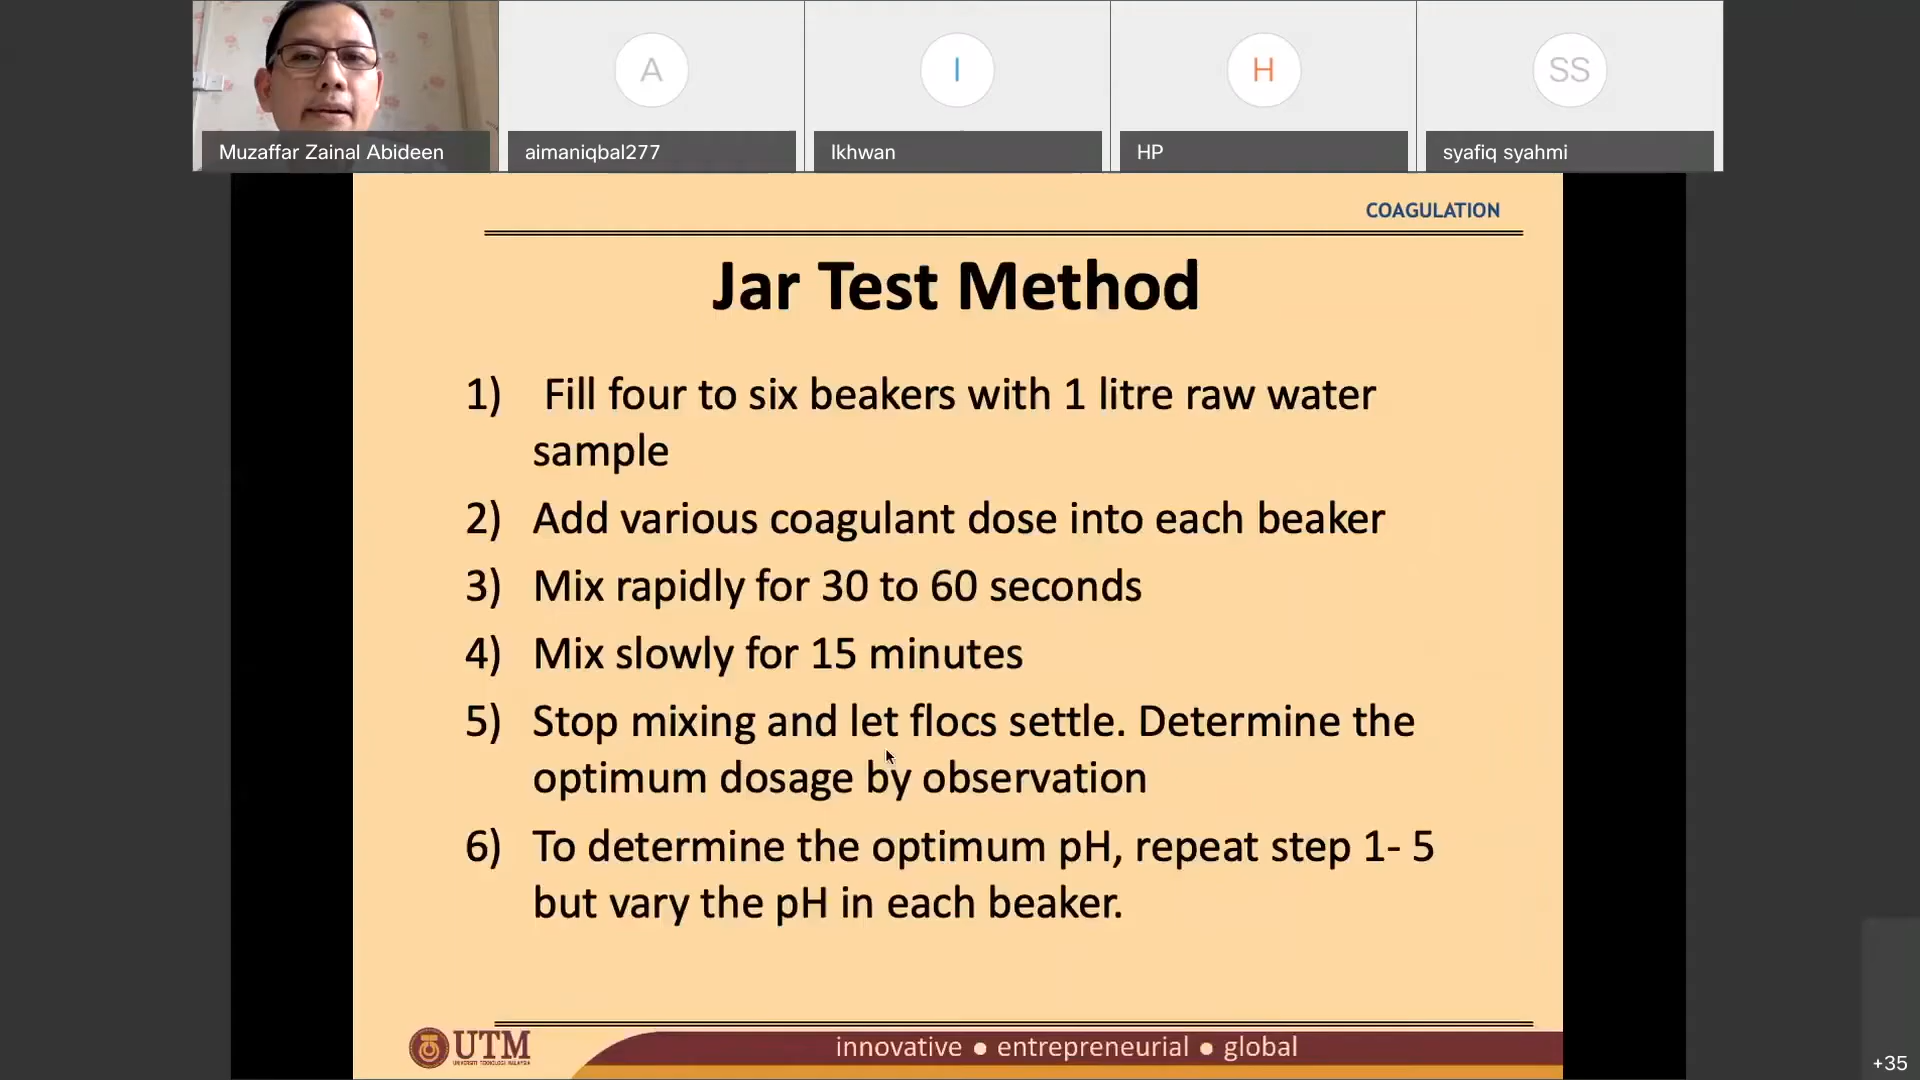 A
I
H
SS
Muzaffar Zainal Abideen
aimaniqbal277
Ikhwan
HP
syafiq syahmi
COAGULATION
Jar Test Method
1) Fill four to six beakers with 1 litre raw water
sample
2) Add various coagulant dose into each beaker
3) Mix rapidly for 30 to 60 seconds
4) Mix slowly for 15 minutes
5) Stop mixing and let flocs settle. Determine the
optimum dosage by observation
6) To determine the optimum pH, repeat step 1- 5
but vary the pH in each beaker.
UTM
UNIVERSITI TEKNOLOGI MALAYSIA
innovative ● entrepreneurial ● global
+35